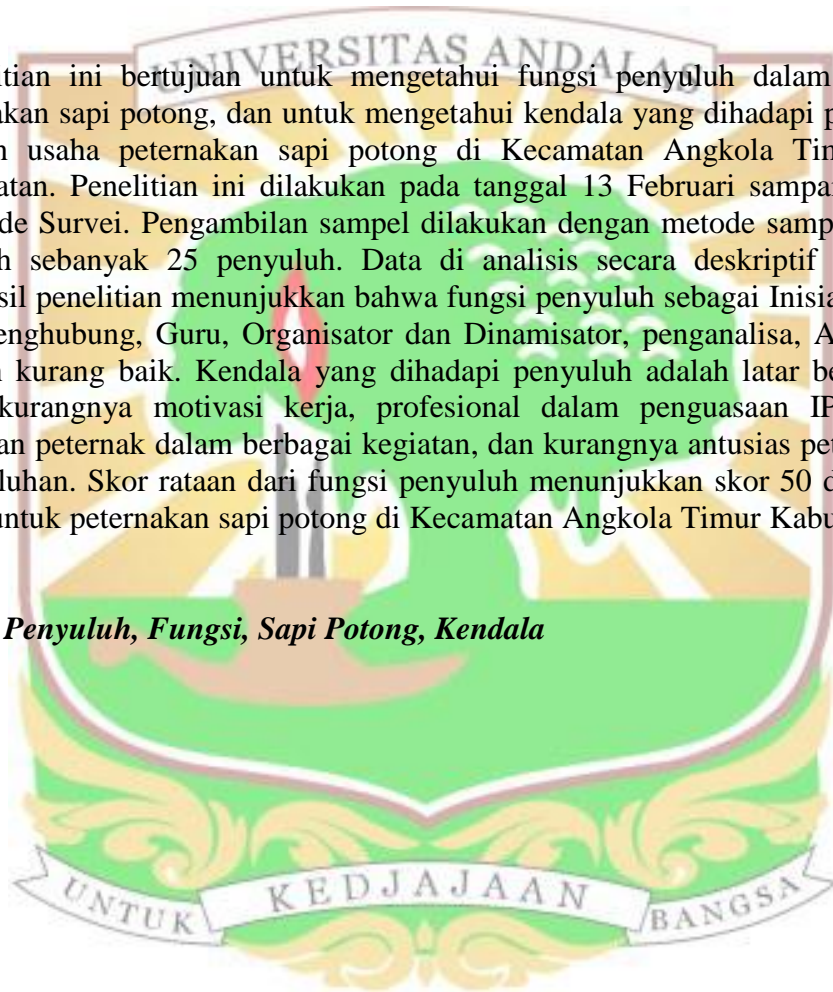 UNIVERSITAS ANDALAS
itian ini bertujuan untuk mengetahui fungsi penyuluh dalam
akan sapi potong, dan untuk mengetahui kendala yang dihadapi p
n usaha peternakan sapi potong di Kecamatan Angkola Tim
atan. Penelitian ini dilakukan pada tanggal 13 Februari sampa
de Survei. Pengambilan sampel dilakukan dengan metode samp
h sebanyak 25 penyuluh. Data di analisis secara deskriptif
sil penelitian menunjukkan bahwa fungsi penyuluh sebagai Inisia
enghubung, Guru, Organisator dan Dinamisator, penganalisa, A
n kurang baik. Kendala yang dihadapi penyuluh adalah latar be
kurangnya motivasi kerja, profesional dalam penguasaan IP
an peternak dalam berbagai kegiatan, dan kurangnya antusias pe
luhan. Skor rataan dari fungsi penyuluh menunjukkan skor 50 d
untuk peternakan sapi potong di Kecamatan Angkola Timur Kabu
Penyuluh, Fungsi, Sapi Potong, Kendala
UNTUK KEDJAJAAN BANGSA